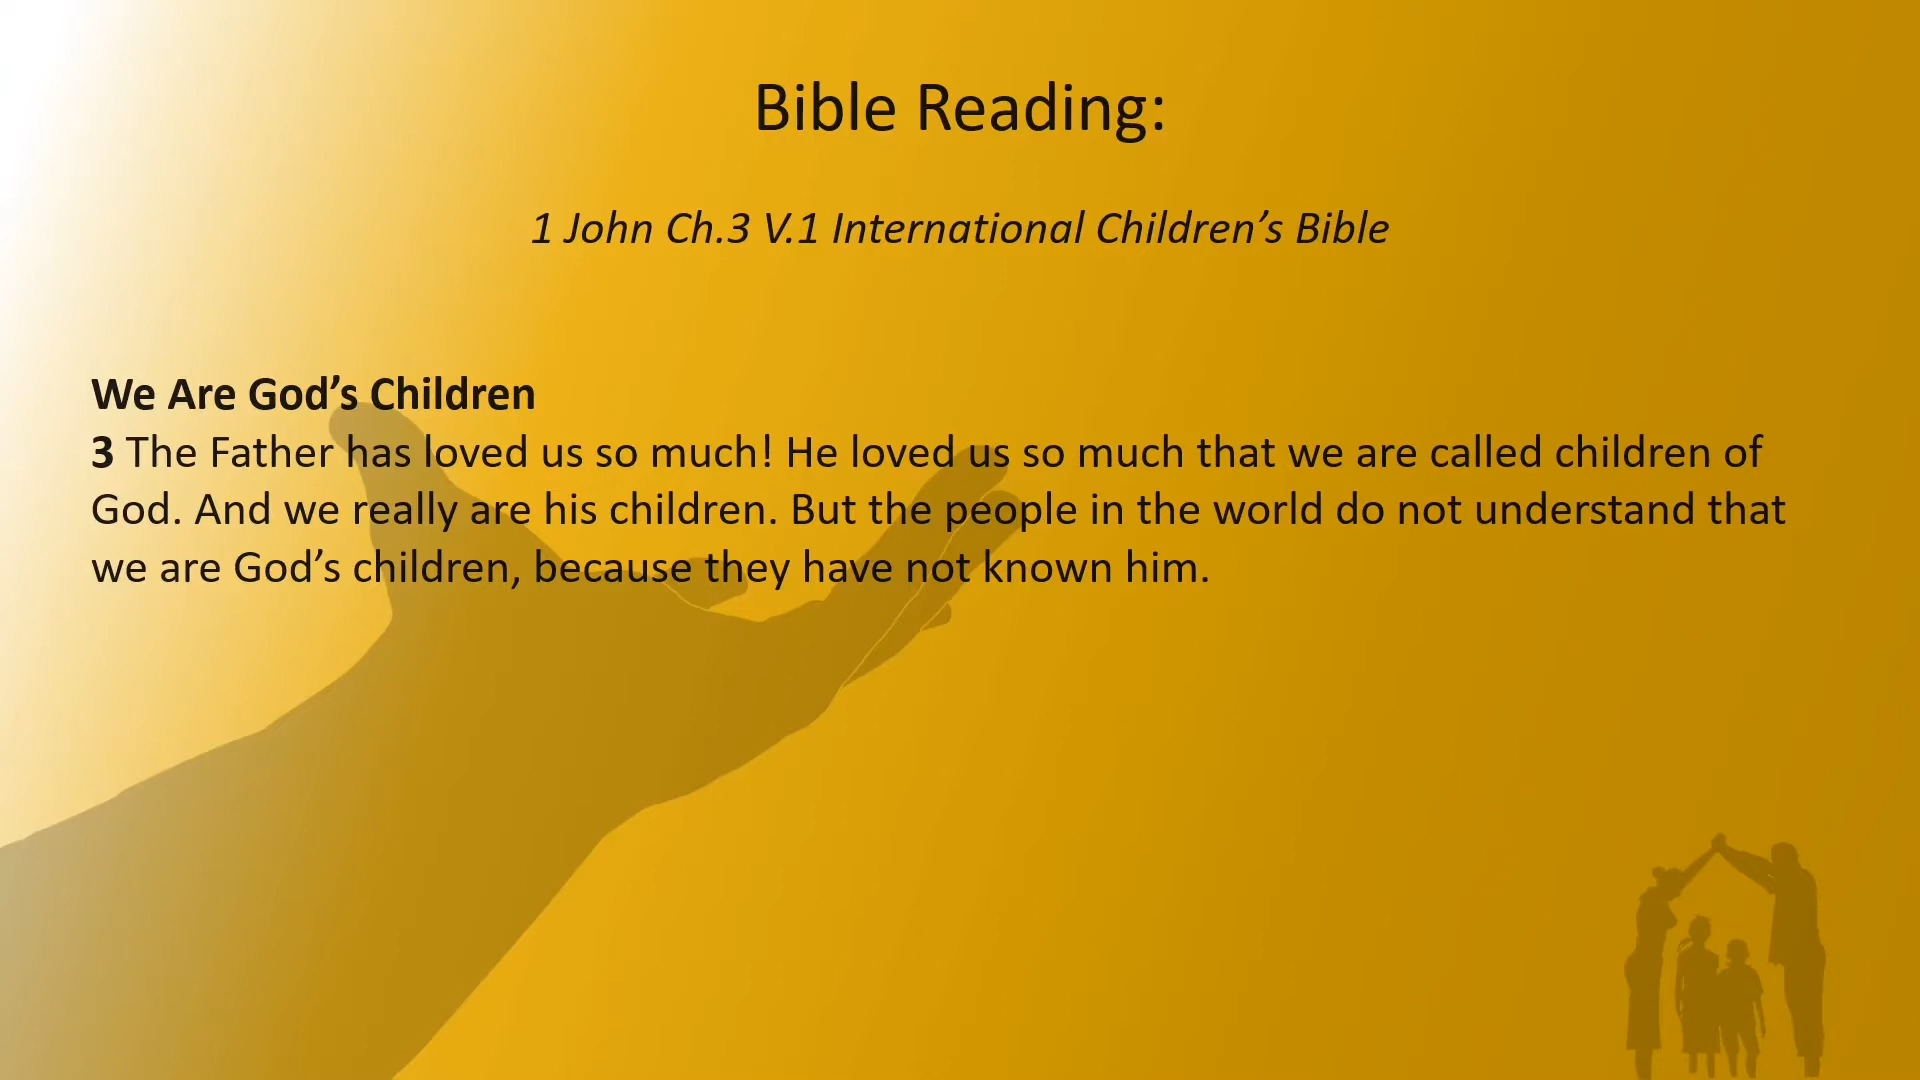 Bible Reading:
1 John Ch.3 V.1 International Children’s Bible
We Are God’s Children
3 The Father has loved us so much! He loved us so much that we are called children of
God. And we really are his children. But the people in the world do not understand that
we are God’s children, because they have not known him.